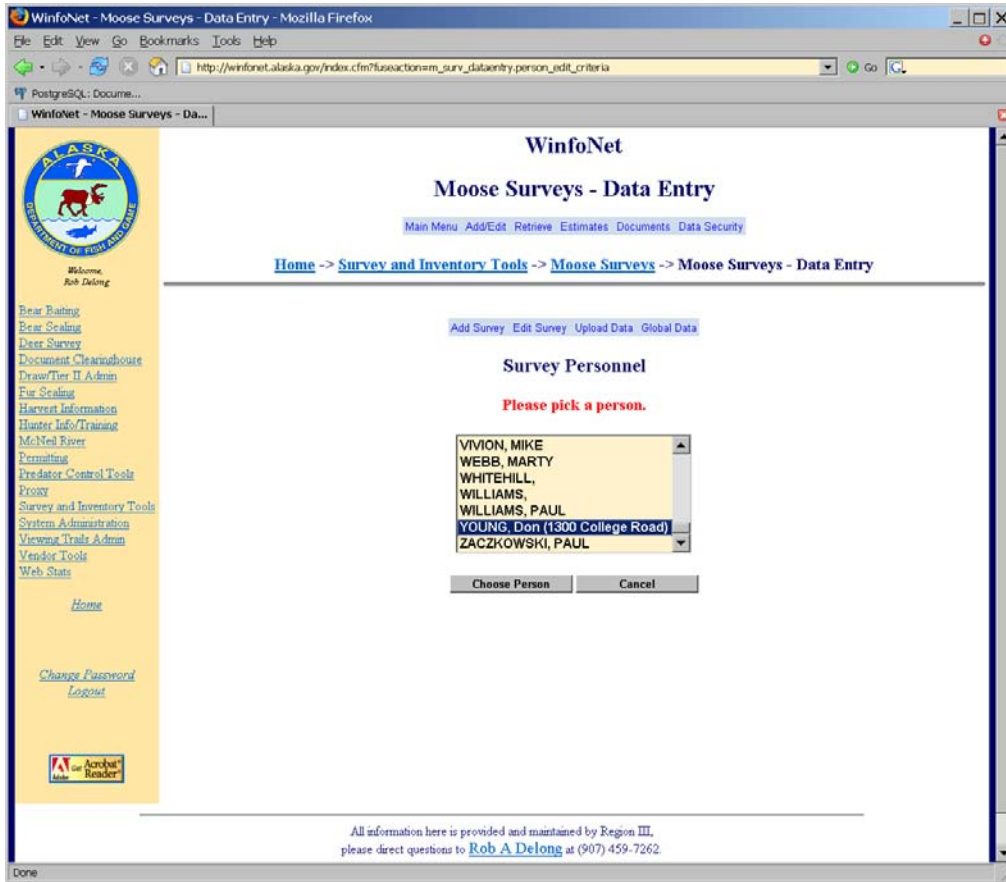 WinfoNet - Moose Surveys - Data Entry - Mozilla Firefox
File Edit View Go Bookmarks Tools Help
http://winfonet.alaska.gov/index.cfm?fuseaction=m_surv_dataentry.person_edit_criteria
Go
G
PostgreSQL: Docume...
WinfoNet - Moose Surveys - Da...
ALASKA
DEPARTMENT OF FISH AND GAME
Welcome,
Rob Delong
Bear Baiting
Bear Sealing
Deer Survey
Document Clearinghouse
Draw/Tier II Admin
Fur Sealing
Harvest Information
Hunter Info/Training
McNeil River
Permitting
Predator Control Tools
Proxy
Survey and Inventory Tools
System Administration
Viewing Trails Admin
Vendor Tools
Web Stats
Home
Change Password
Logout
Adobe
Get Acrobat®
Reader®
WinfoNet
Moose Surveys - Data Entry
Main Menu Add/Edit Retrieve Estimates Documents Data Security
Home -> Survey and Inventory Tools -> Moose Surveys -> Moose Surveys - Data Entry
Add Survey Edit Survey Upload Data Global Data
Survey Personnel
Please pick a person.
VIVION, MIKE
WEBB, MARTY
WHITEHILL,
WILLIAMS,
WILLIAMS, PAUL
YOUNG, Don (1300 College Road)
ZACZKOWSKI, PAUL
Choose Person Cancel
All information here is provided and maintained by Region III,
please direct questions to Rob A Delong at (907) 459-7262.
Done